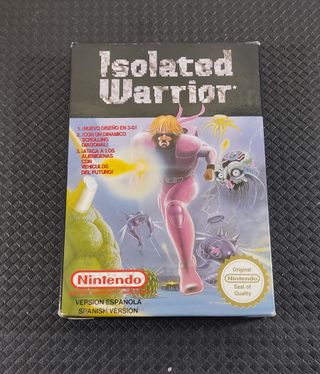 Isolated
Warrior
1. ¡NUEVO DISEÑO EN 3-D!
2. ¡CON UN DINAMICO
SCROLLING
DIAGONAL!
3. ¡ATACA A LOS
ALIENIGENAS
CON
VEHICULOS
DEL FUTURO!
Nintendo
VERSION ESPAÑOLA
SPANISH VERSION
Original
Nintendo
Seal of
Quality